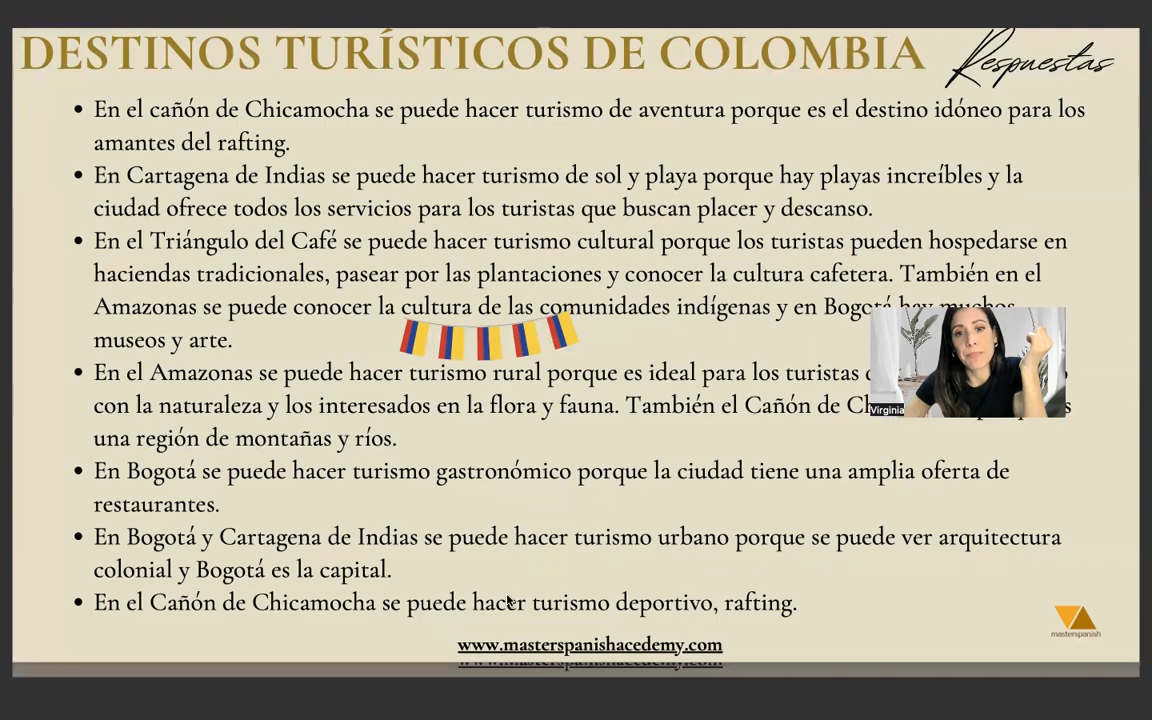 DESTINOS TURÍSTICOS DE COLOMBIA Respuestas
• En el cañón de Chicamocha se puede hacer turismo de aventura porque es el destino idóneo para los
amantes del rafting.
• En Cartagena de Indias se puede hacer turismo de sol y playa porque hay playas increíbles y la
ciudad ofrece todos los servicios para los turistas que buscan placer y descanso.
• En el Triángulo del Café se puede hacer turismo cultural porque los turistas pueden hospedarse en
haciendas tradicionales, pasear por las plantaciones y conocer la cultura cafetera. También en el
Amazonas se puede conocer la cultura de las comunidades indígenas y en Bogotá hay muchos
museos y arte.
• En el Amazonas se puede hacer turismo rural porque es ideal para los turistas
con la naturaleza y los interesados en la flora y fauna. También el Cañón de
una región de montañas y ríos.
• En Bogotá se puede hacer turismo gastronómico porque la ciudad tiene una amplia oferta de
restaurantes.
• En Bogotá y Cartagena de Indias se puede hacer turismo urbano porque se puede ver arquitectura
colonial y Bogotá es la capital.
• En el Cañón de Chicamocha se puede hacer turismo deportivo, rafting.
www.masterspanishacedemy.com
Virginia
masterspanish